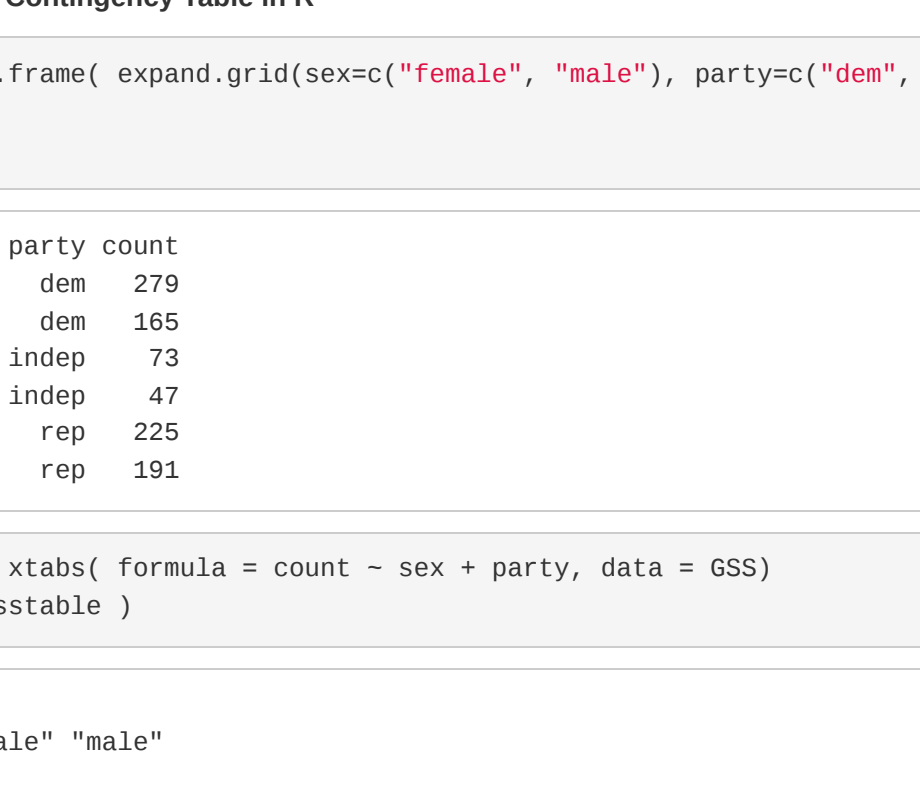 Contingency Table in R
.frame( expand.grid(sex=c("female", "male"), party=c("dem",
party count
dem 279
dem 165
indep 73
indep 47
rep 225
rep 191
xtabs( formula = count ~ sex + party, data = GSS)
sstable )
ale" "male"